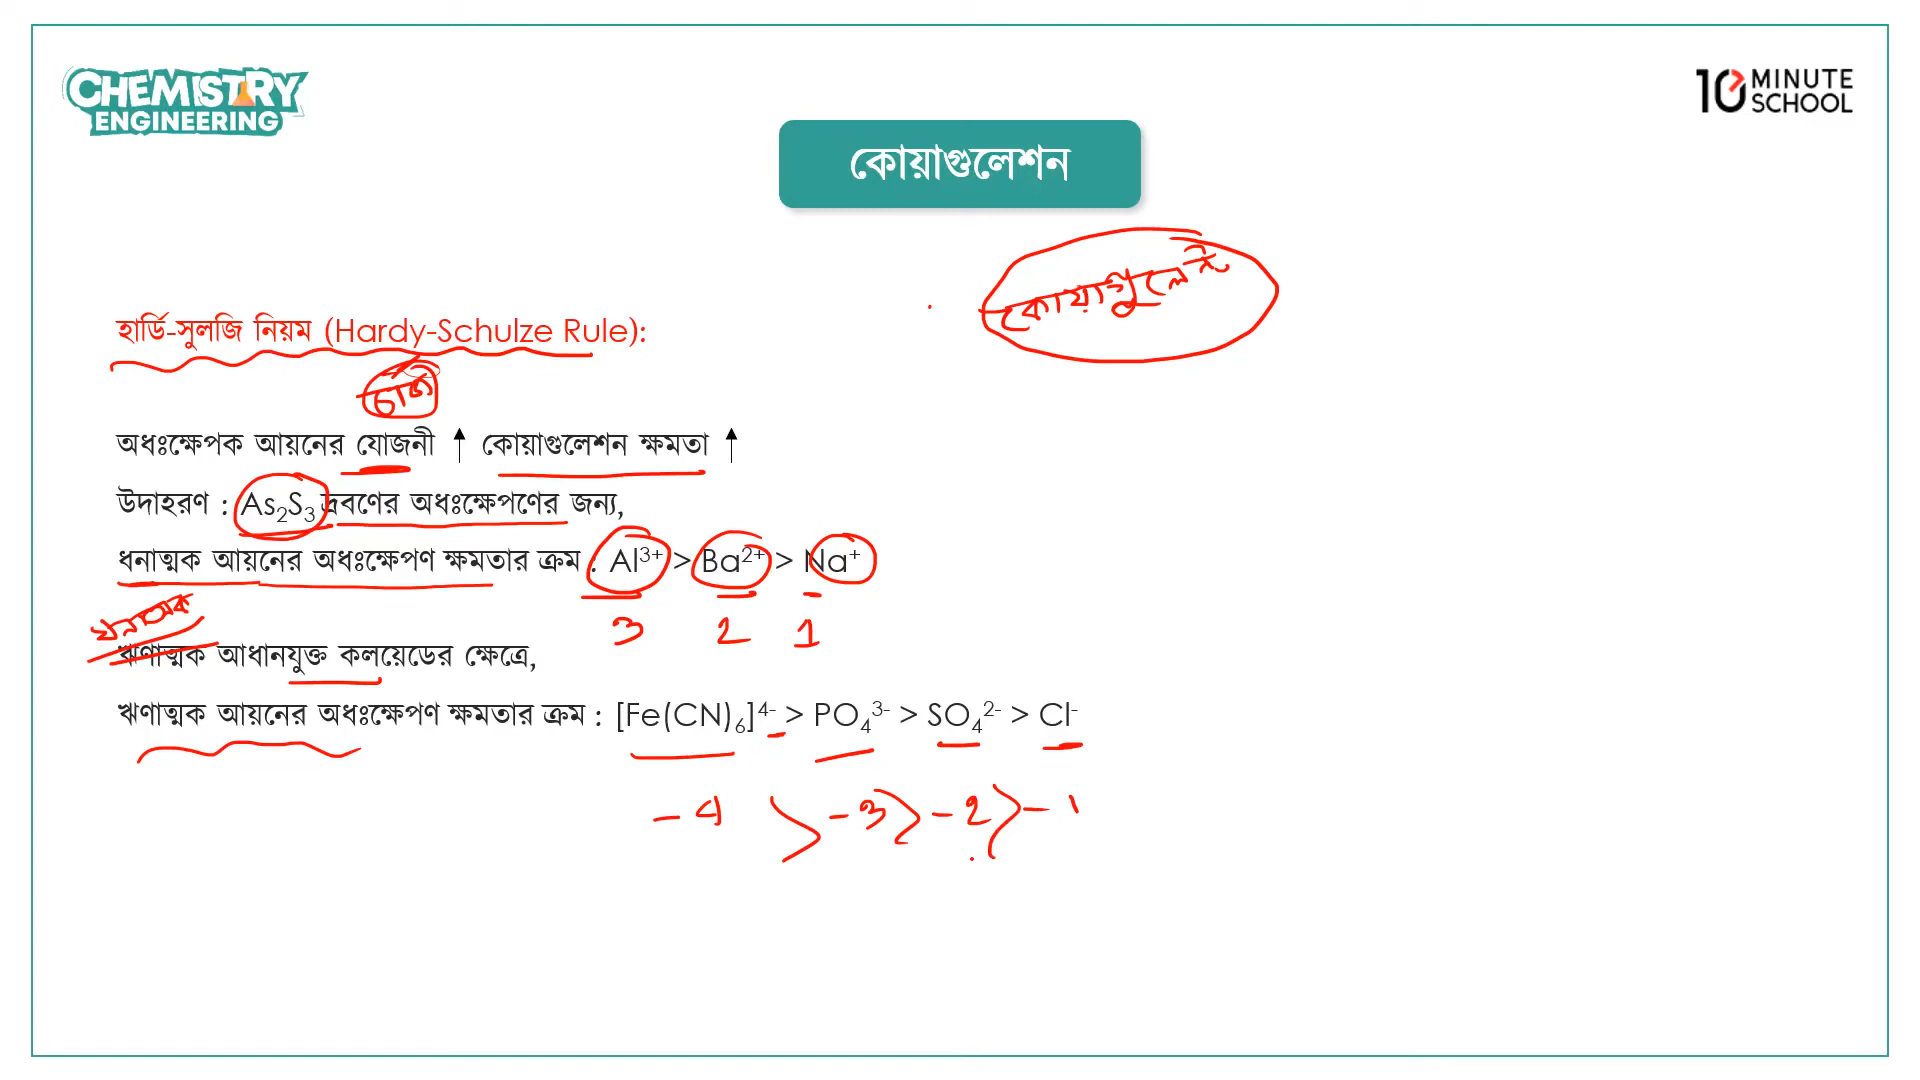 CHEMISTRY
ENGINEERING
10 MINUTE
SCHOOL
কোয়াগুলেশন
হার্ডি-সুলজি নিয়ম (Hardy-Schulze Rule):
চার্জ
অধঃক্ষেপক আয়নের যোজনী ↑ কোয়াগুলেশন ক্ষমতা ↑
উদাহরণ : As₂S₃ দ্রবণের অধঃক্ষেপণের জন্য,
ধনাত্মক আয়নের অধঃক্ষেপণ ক্ষমতার ক্রম : Al³⁺ > Ba²⁺ > Na⁺
3 2 1
ধনাত্মক
ঋণাত্মক আধানযুক্ত কলয়েডের ক্ষেত্রে,
ঋণাত্মক আয়নের অধঃক্ষেপণ ক্ষমতার ক্রম : [Fe(CN)₆]⁴⁻ > PO₄³⁻ > SO₄²⁻ > Cl⁻
-4 > -3 > -2 > -1